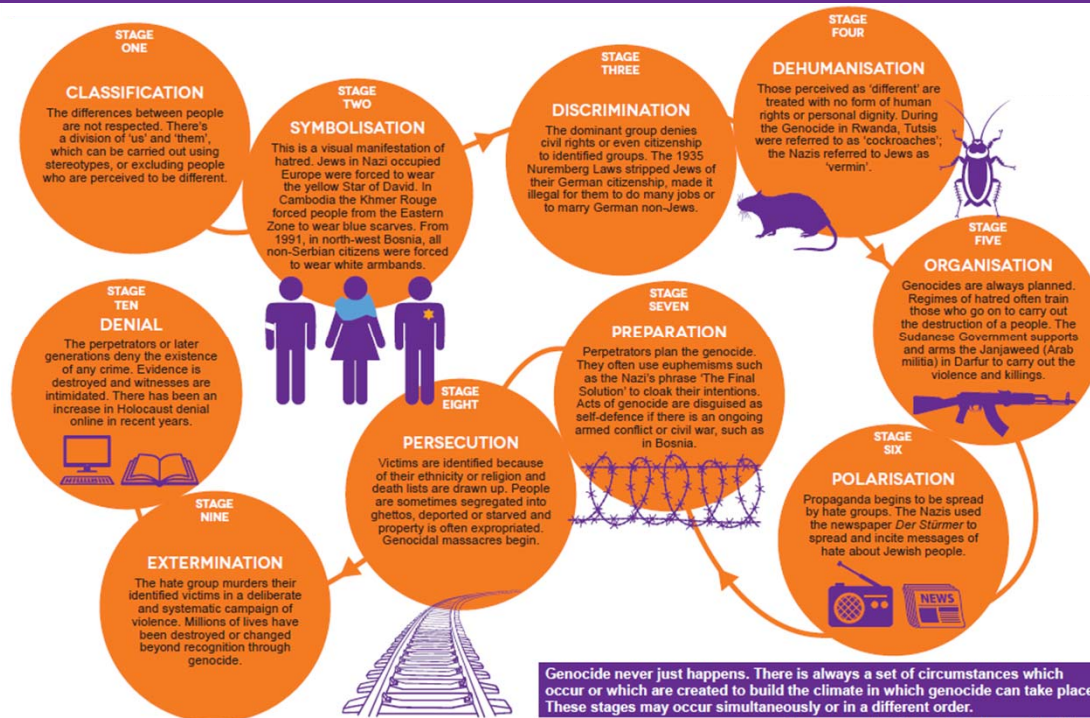 STAGE
ONE
CLASSIFICATION
The differences between people
are not respected. There's
a division of 'us' and 'them',
which can be carried out using
stereotypes, or excluding people
who are perceived to be different.
STAGE
TWO
SYMBOLISATION
This is a visual manifestation of
hatred. Jews in Nazi occupied
Europe were forced to wear
the yellow Star of David. In
Cambodia the Khmer Rouge
forced people from the Eastern
Zone to wear blue scarves. From
1991, in north-west Bosnia, all
non-Serbian citizens were forced
to wear white armbands.
STAGE
THREE
DISCRIMINATION
The dominant group denies
civil rights or even citizenship
to identified groups. The 1935
Nuremberg Laws stripped Jews of
their German citizenship, made it
illegal for them to do many jobs or
to marry German non-Jews.
STAGE
FOUR
DEHUMANISATION
Those perceived as 'different' are
treated with no form of human
rights or personal dignity. During
the Genocide in Rwanda, Tutsis
were referred to as 'cockroaches';
the Nazis referred to Jews as
'vermin'.
STAGE
FIVE
ORGANISATION
Genocides are always planned.
Regimes of hatred often train
those who go on to carry out
the destruction of a people. The
Sudanese Government supports
and arms the Janjaweed (Arab
militia) in Darfur to carry out the
violence and killings.
STAGE
SIX
POLARISATION
Propaganda begins to be spread
by hate groups. The Nazis used
the newspaper Der Stürmer to
spread and incite messages of
hate about Jewish people.
NEWS
STAGE
SEVEN
PREPARATION
Perpetrators plan the genocide.
They often use euphemisms such
as the Nazi's phrase 'The Final
Solution' to cloak their intentions.
Acts of genocide are disguised as
self-defence if there is an ongoing
armed conflict or civil war, such as
in Bosnia.
STAGE
EIGHT
PERSECUTION
Victims are identified because
of their ethnicity or religion and
death lists are drawn up. People
are sometimes segregated into
ghettos, deported or starved and
property is often expropriated.
Genocidal massacres begin.
STAGE
NINE
EXTERMINATION
The hate group murders their
identified victims in a deliberate
and systematic campaign of
violence. Millions of lives have
been destroyed or changed
beyond recognition through
genocide.
STAGE
TEN
DENIAL
The perpetrators or later
generations deny the existence
of any crime. Evidence is
destroyed and witnesses are
intimidated. There has been an
increase in Holocaust denial
online in recent years.
Genocide never just happens. There is always a set of circumstances which
occur or which are created to build the climate in which genocide can take place
These stages may occur simultaneously or in a different order.